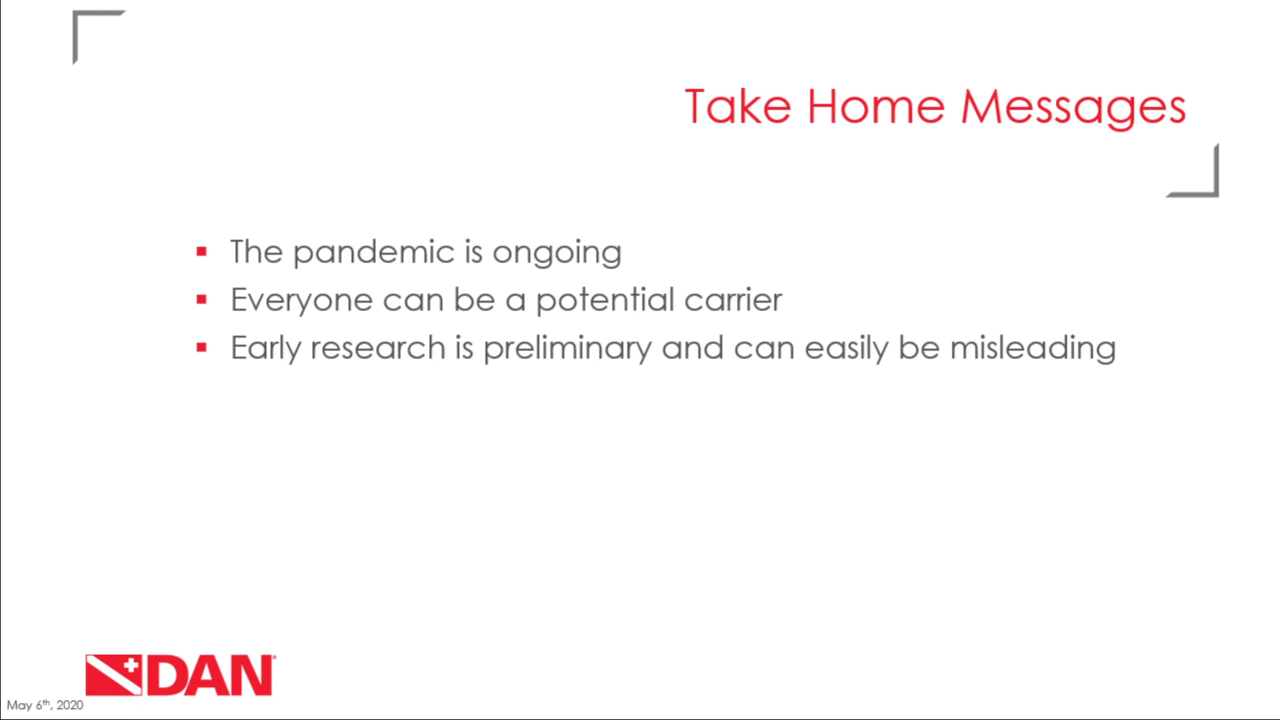 Take Home Messages
▪ The pandemic is ongoing
▪ Everyone can be a potential carrier
▪ Early research is preliminary and can easily be misleading
DAN
May 6th, 2020